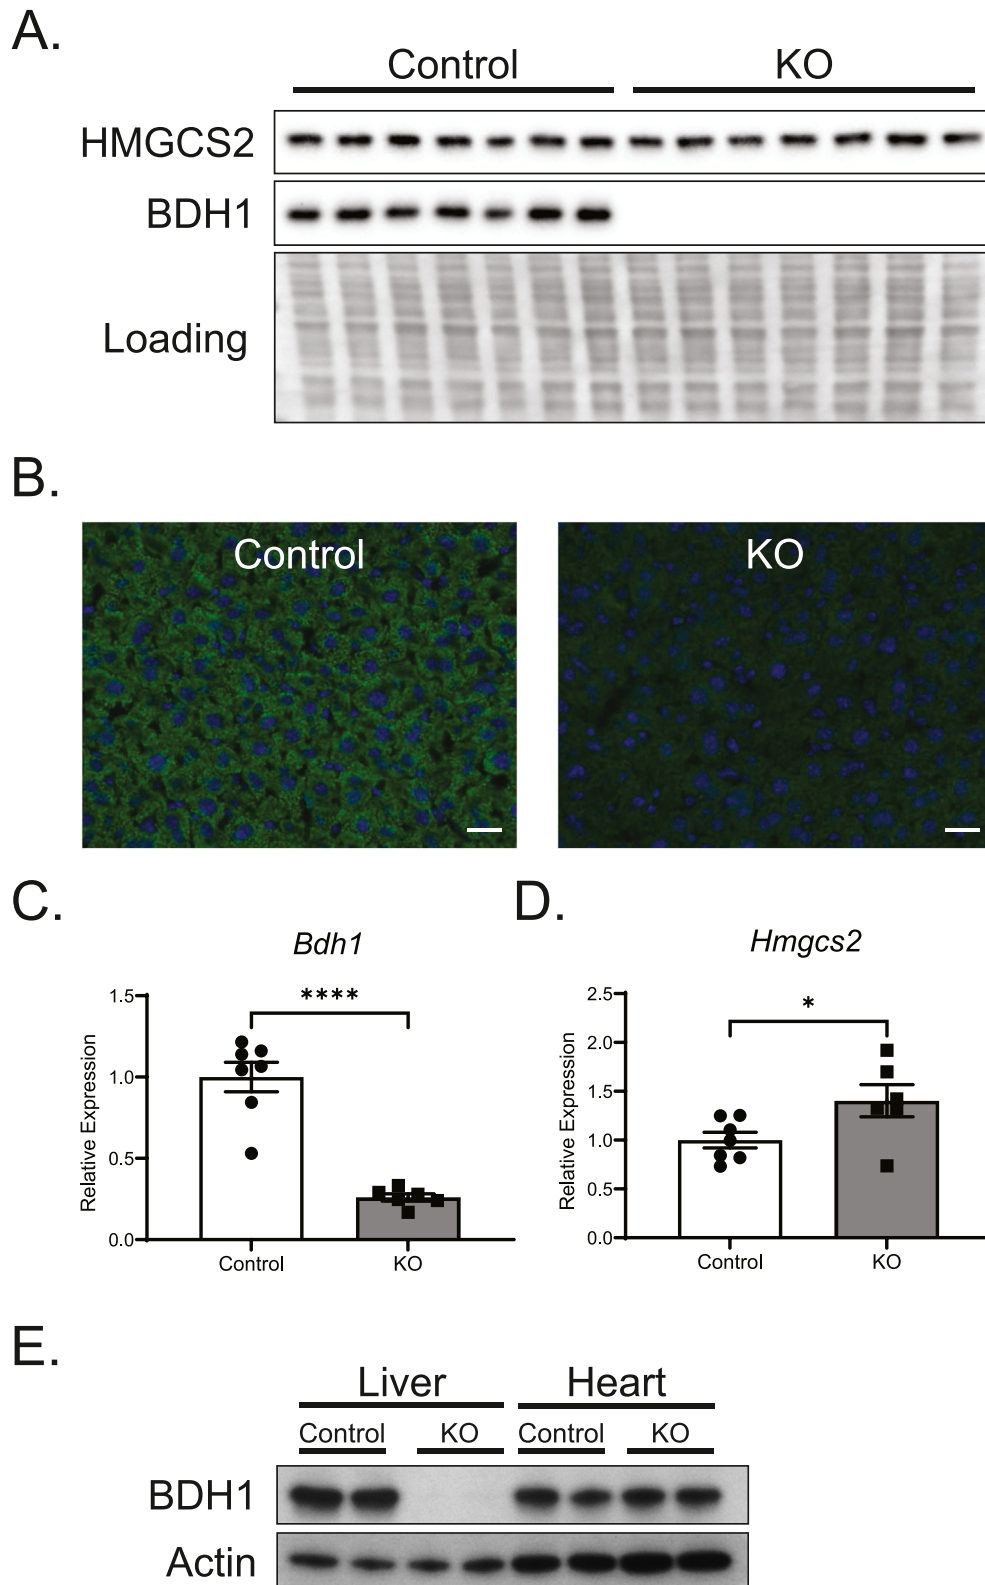 A.
Control KO
HMGCS2
BDH1
Loading
B.
Control KO
C.
Bdh1
****
1.5
1.0
0.5
0.0
Relative Expression
Control KO
D.
Hmgcs2
*
2.5
2.0
1.5
1.0
0.5
0.0
Relative Expression
Control KO
E.
Liver Heart
Control KO Control KO
BDH1
Actin